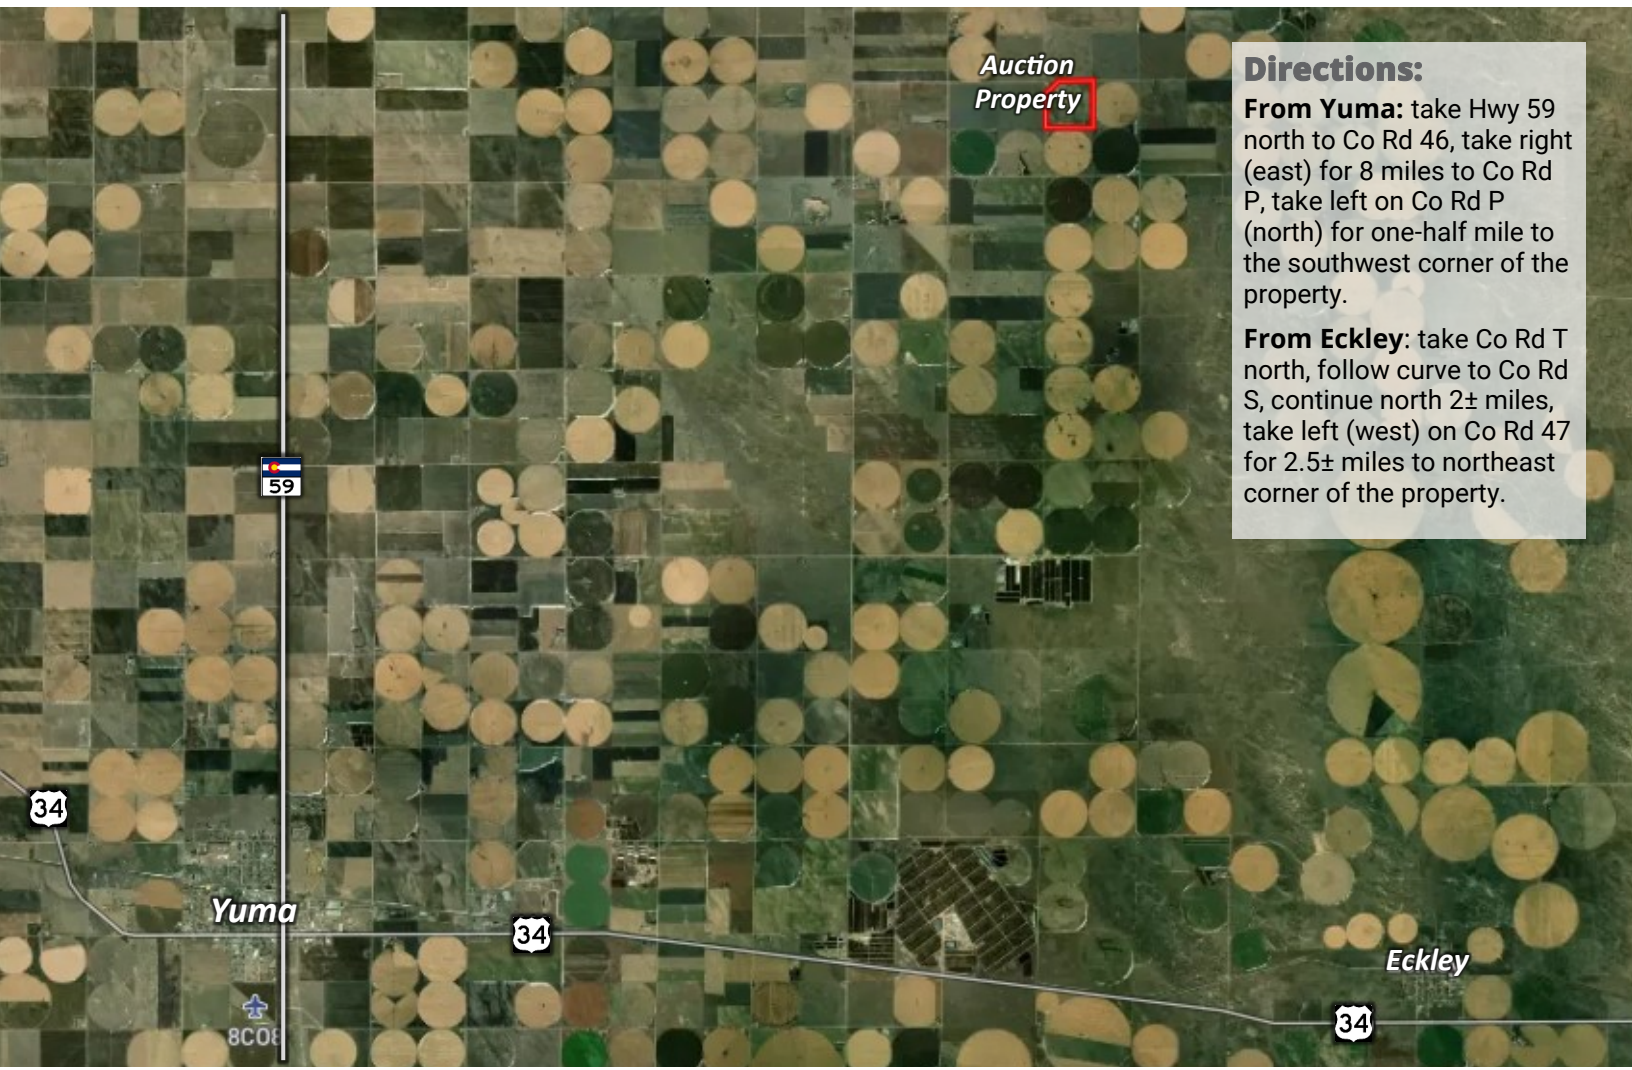 Auction
Property
Directions:
From Yuma: take Hwy 59
north to Co Rd 46, take right
(east) for 8 miles to Co Rd
P, take left on Co Rd P
(north) for one-half mile to
the southwest corner of the
property.
From Eckley: take Co Rd T
north, follow curve to Co Rd
S, continue north 2± miles,
take left (west) on Co Rd 47
for 2.5± miles to northeast
corner of the property.
59
34
Yuma
34
Eckley
8CO8
34